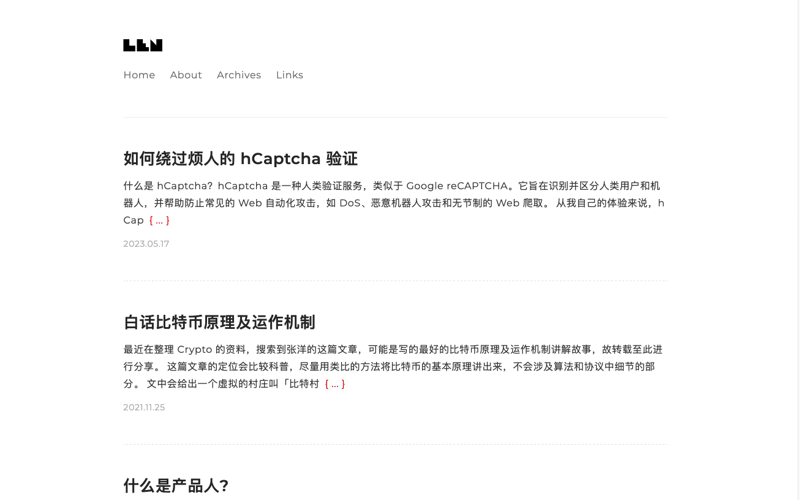 LEN
Home About Archives Links
如何绕过烦人的 hCaptcha 验证
什么是 hCaptcha？hCaptcha 是一种人类验证服务，类似于 Google reCAPTCHA。它旨在识别并区分人类用户和机
器人，并帮助防止常见的 Web 自动化攻击，如 DoS、恶意机器人攻击和无节制的 Web 爬取。 从我自己的体验来说，h
Cap { ... }
2023.05.17
白话比特币原理及运作机制
最近在整理 Crypto 的资料，搜索到张洋的这篇文章，可能是写的最好的比特币原理及运作机制讲解故事，故转载至此进
行分享。 这篇文章的定位会比较科普，尽量用类比的方法将比特币的基本原理讲出来，不会涉及算法和协议中细节的部
分。 文中会给出一个虚拟的村庄叫「比特村 { ... }
2021.11.25
什么是产品人？